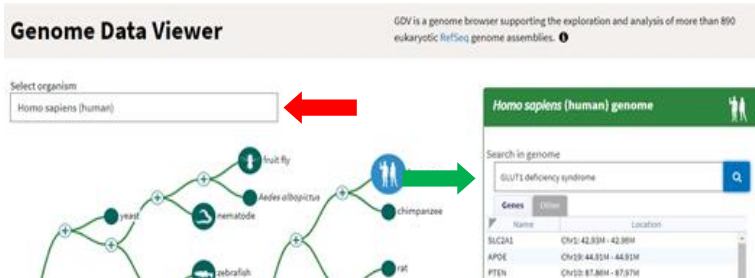 Genome Data Viewer
GDV is a genome browser supporting the exploration and analysis of more than 890
eukaryotic RefSeq genome assemblies.
Select organism
Homo sapiens (human)
Homo sapiens (human) genome
Search in genome
GLUT1 deficiency syndrome
Genes Other
Name Location
SLC2A1 Chr1: 42.93M - 42.96M
APOE Chr19: 44.91M - 44.91M
PTEN Chr10: 87.86M - 87.97M
fruit fly
Aedes albopictus
yeast
nematode
chimpanzee
zebrafish
rat